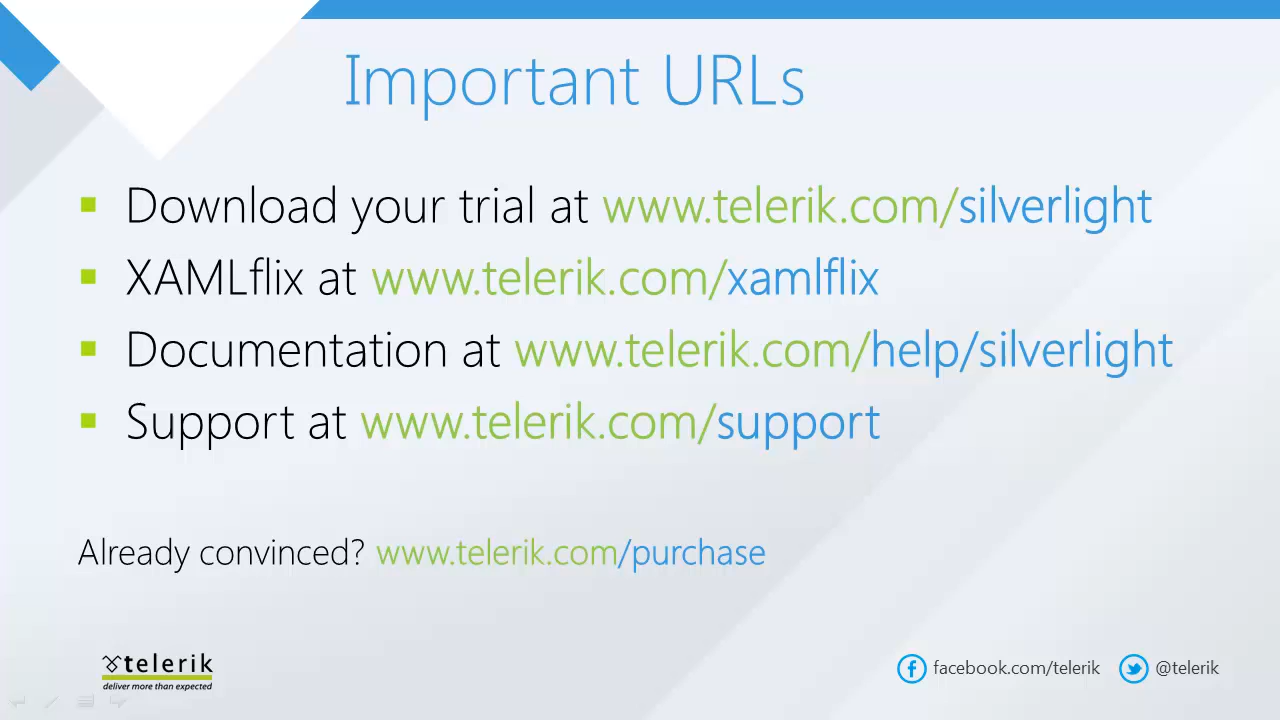 Important URLs
Download your trial at www.telerik.com/silverlight
XAMLflix at www.telerik.com/xamlflix
Documentation at www.telerik.com/help/silverlight
Support at www.telerik.com/support
Already convinced? www.telerik.com/purchase
telerik
deliver more than expected
facebook.com/telerik
@telerik